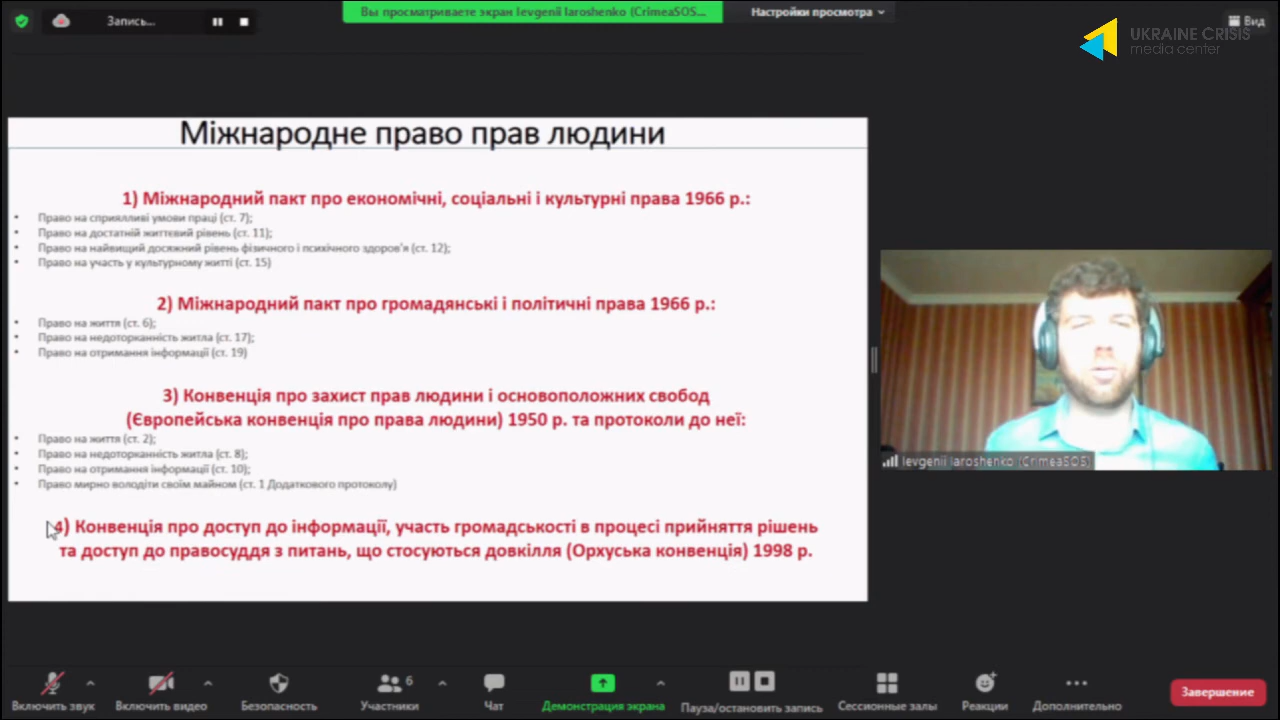 Запись...
Вы просматриваете экран Ievgenii Iaroshenko (CrimeaSOS...
Настройки просмотра
Вид
UKRAINE CRISIS
media center
Міжнародне право прав людини
1) Міжнародний пакт про економічні, соціальні і культурні права 1966 р.:
• Право на сприялливі умови праці (ст. 7);
• Право на достатній життєвий рівень (ст. 11);
• Право на найвищий досяжний рівень фізичного і психічного здоров'я (ст. 12);
• Право на участь у культурному житті (ст. 15)
2) Міжнародний пакт про громадянські і політичні права 1966 р.:
• Право на життя (ст. 6);
• Право на недоторканність житла (ст. 17);
• Право на отримання інформації (ст. 19)
3) Конвенція про захист прав людини і основоположних свобод
(Європейська конвенція про права людини) 1950 р. та протоколи до неї:
• Право на життя (ст. 2);
• Право на недоторканність житла (ст. 8);
• Право на отримання інформації (ст. 10);
• Право мирно володіти своїм майном (ст. 1 Додаткового протоколу)
4) Конвенція про доступ до інформації, участь громадськості в процесі прийняття рішень
та доступ до правосуддя з питань, що стосуються довкілля (Орхуська конвенція) 1998 р.
Ievgenii Iaroshenko (CrimeaSOS)
Включить звук
Включить видео
Безопасность
Участники
6
Чат
Демонстрация экрана
Пауза/остановить запись
Сессионные залы
Реакции
Дополнительно
Завершение